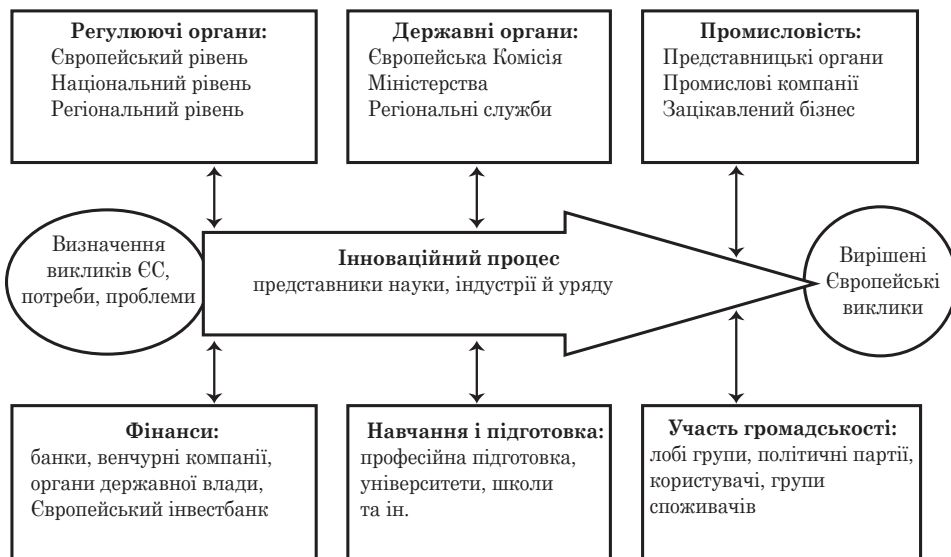 Регулюючі органи:
Європейський рівень
Національний рівень
Регіональний рівень
Державні органи:
Європейська Комісія
Міністерства
Регіональні служби
Промисловість:
Представницькі органи
Промислові компанії
Зацікавлений бізнес
Визначення
викликів ЄС,
потреби, проблеми
Інноваційний процес
представники науки, індустрії й уряду
Вирішені
Європейські
виклики
Фінанси:
банки, венчурні компанії,
органи державної влади,
Європейський інвестбанк
Навчання і підготовка:
професійна підготовка,
університети, школи
та ін.
Участь громадськості:
лобі групи, політичні партії,
користувачі, групи
споживачів